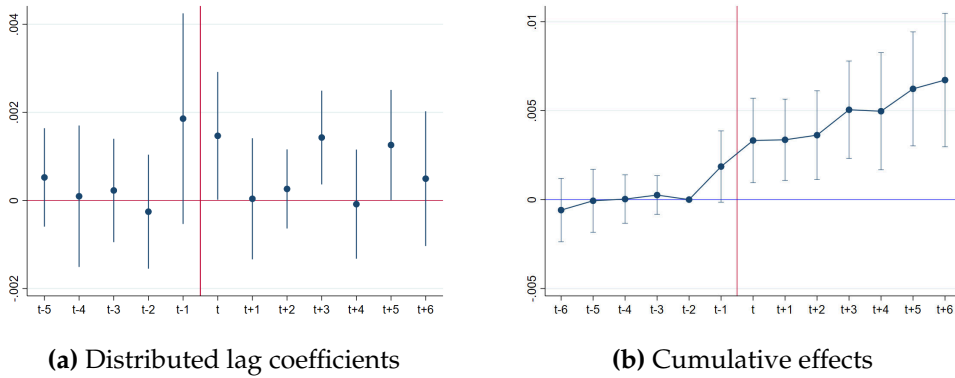 .004
.002
0
-.002
t-5 t-4 t-3 t-2 t-1 t t+1 t+2 t+3 t+4 t+5 t+6
(a) Distributed lag coefficients
.01
.005
0
-.005
t-6 t-5 t-4 t-3 t-2 t-1 t t+1 t+2 t+3 t+4 t+5 t+6
(b) Cumulative effects